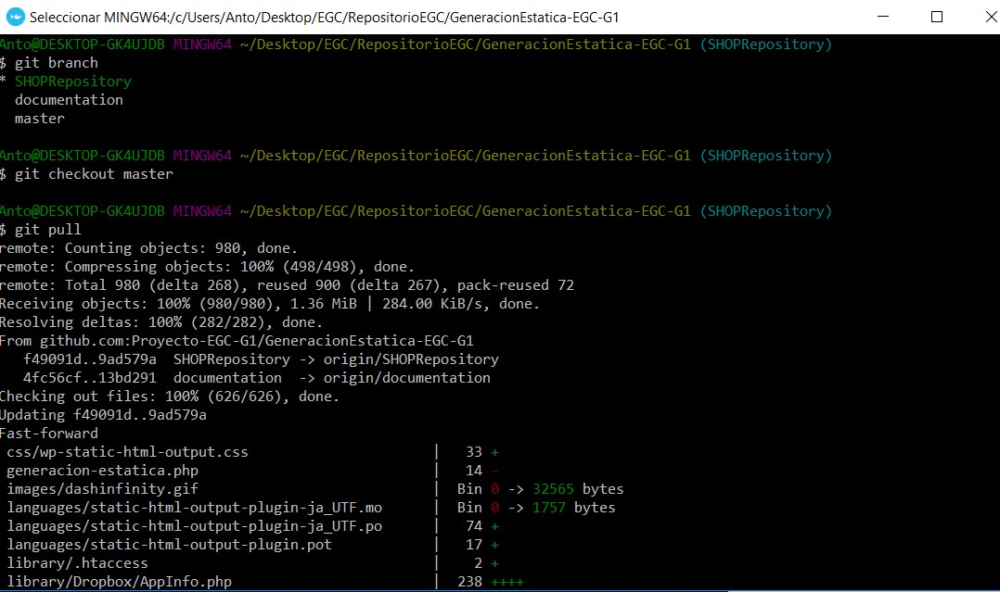 Seleccionar MINGW64:/c/Users/Anto/Desktop/EGC/RepositorioEGC/GeneracionEstatica-EGC-G1
Anto@DESKTOP-GK4UJDB MINGW64 ~/Desktop/EGC/RepositorioEGC/GeneracionEstatica-EGC-G1 (SHOPRepository)
$ git branch
* SHOPRepository
documentation
master
Anto@DESKTOP-GK4UJDB MINGW64 ~/Desktop/EGC/RepositorioEGC/GeneracionEstatica-EGC-G1 (SHOPRepository)
$ git checkout master
Anto@DESKTOP-GK4UJDB MINGW64 ~/Desktop/EGC/RepositorioEGC/GeneracionEstatica-EGC-G1 (SHOPRepository)
$ git pull
remote: Counting objects: 980, done.
remote: Compressing objects: 100% (498/498), done.
remote: Total 980 (delta 268), reused 900 (delta 267), pack-reused 72
Receiving objects: 100% (980/980), 1.36 MiB | 284.00 KiB/s, done.
Resolving deltas: 100% (282/282), done.
From github.com:Proyecto-EGC-G1/GeneracionEstatica-EGC-G1
f49091d..9ad579a  SHOPRepository -> origin/SHOPRepository
4fc56cf..13bd291  documentation  -> origin/documentation
Checking out files: 100% (626/626), done.
Updating f49091d..9ad579a
Fast-forward
css/wp-static-html-output.css | 33 +
generacion-estatica.php | 14 -
images/dashinfinity.gif | Bin 0 -> 32565 bytes
languages/static-html-output-plugin-ja_UTF.mo | Bin 0 -> 1757 bytes
languages/static-html-output-plugin-ja_UTF.po | 74 +
languages/static-html-output-plugin.pot | 17 +
library/.htaccess | 2 +
library/Dropbox/AppInfo.php | 238 ++++